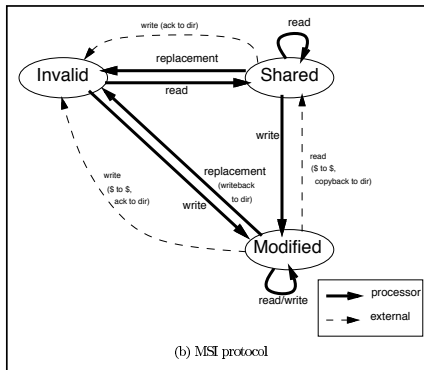 write (ack to dir)
read
Invalid
replacement
Shared
read
write
read
($ to $,
copyback to dir)
replacement
(writeback
to dir)
write
($ to $,
ack to dir)
write
Modified
read/write
processor
external
(b) MSI protocol